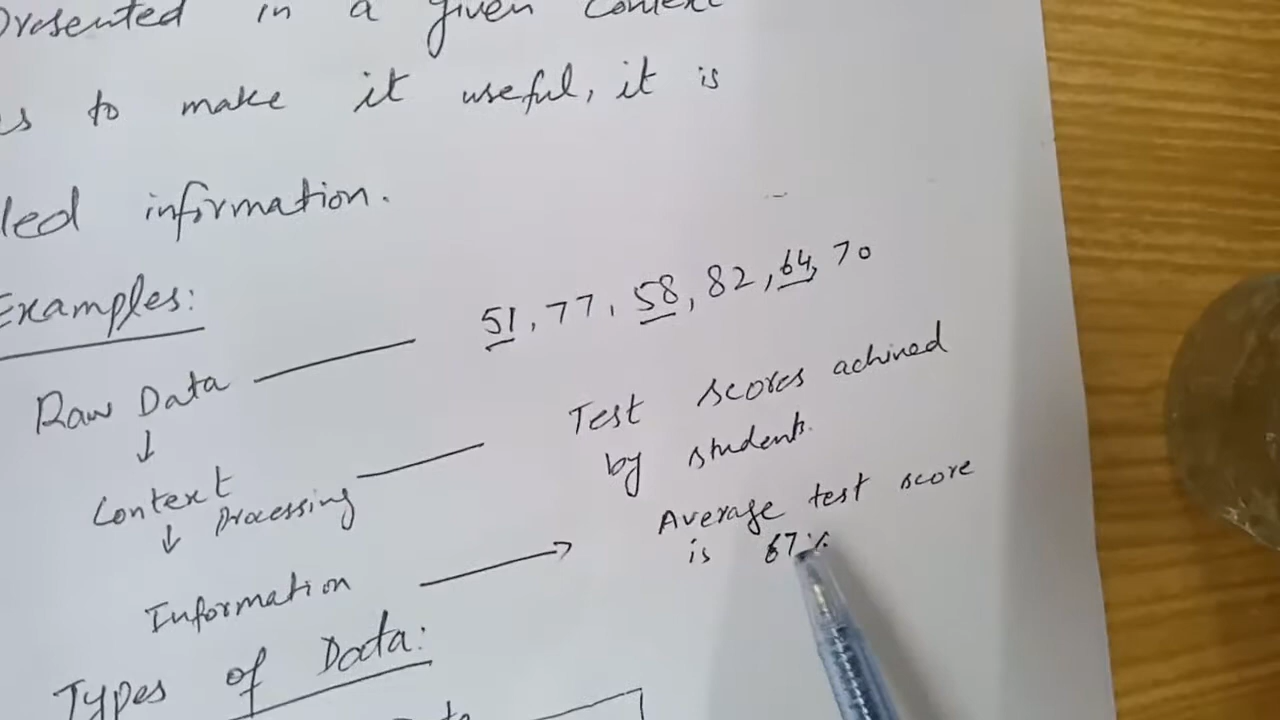 presented in a given context
to make it useful, it is
information.
Examples:
Raw Data — 51, 77, 58, 82, 64, 70
↓
Context — Test scores achived
↓ Processing by students.
Information → Average test score
is 67%
Types of Data: